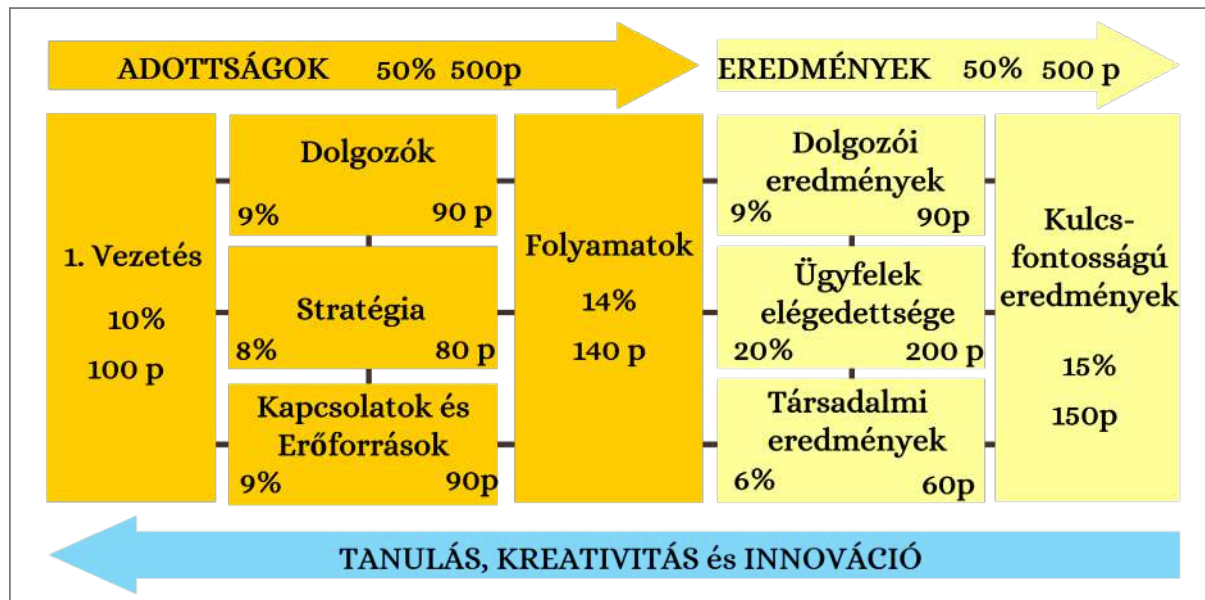 ADOTTSÁGOK 50% 500p
EREDMÉNYEK 50% 500 p
1. Vezetés
10%
100 p
Dolgozók
9% 90 p
Stratégia
8% 80 p
Kapcsolatok és
Erőforrások
9% 90p
Folyamatok
14%
140 p
Dolgozói
eredmények
9% 90p
Ügyfelek
elégedettsége
20% 200 p
Társadalmi
eredmények
6% 60p
Kulcs-
fontosságú
eredmények
15%
150p
TANULÁS, KREATIVITÁS és INNOVÁCIÓ